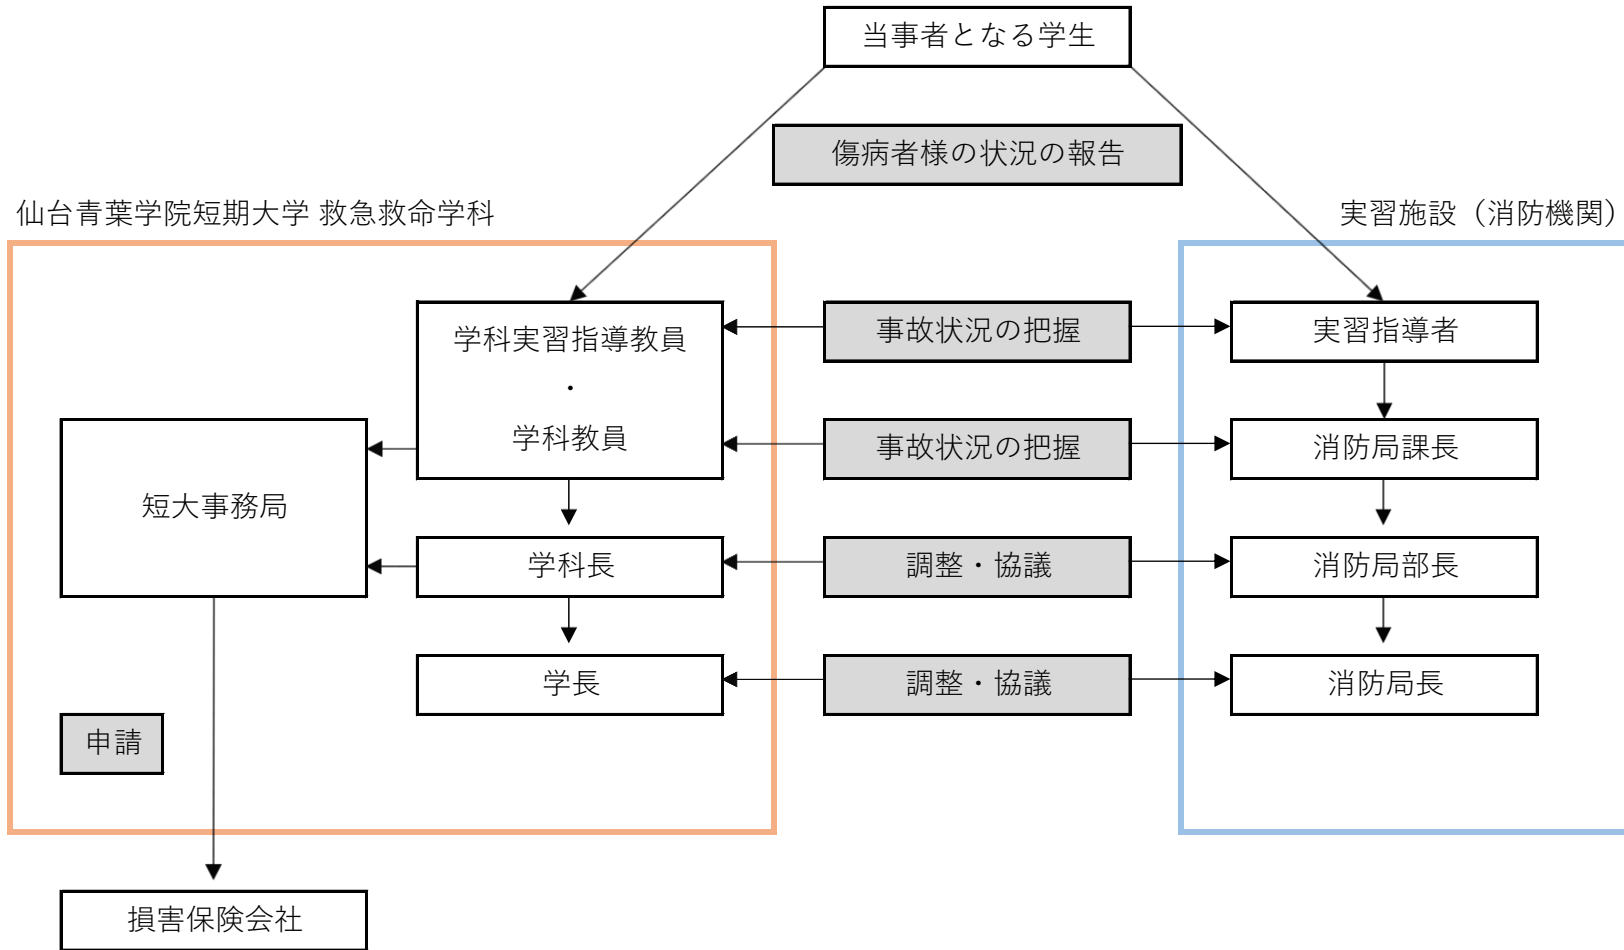 当事者となる学生
傷病者様の状況の報告
仙台青葉学院短期大学 救急救命学科
実習施設（消防機関）
学科実習指導教員
・
学科教員
事故状況の把握
実習指導者
事故状況の把握
消防局課長
短大事務局
学科長
調整・協議
消防局部長
学長
調整・協議
消防局長
申請
損害保険会社